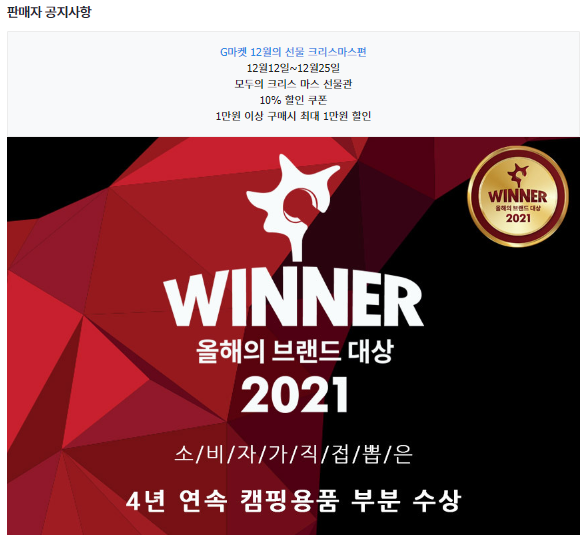 판매자 공지사항
G마켓 12월의 선물 크리스마스편
12월12일~12월25일
모두의 크리스 마스 선물관
10% 할인 쿠폰
1만원 이상 구매시 최대 1만원 할인
WINNER
올해의 브랜드 대상
2021
WINNER
올해의 브랜드 대상
2021
소/비/자/가/직/접/뽑/은
4년 연속 캠핑용품 부분 수상